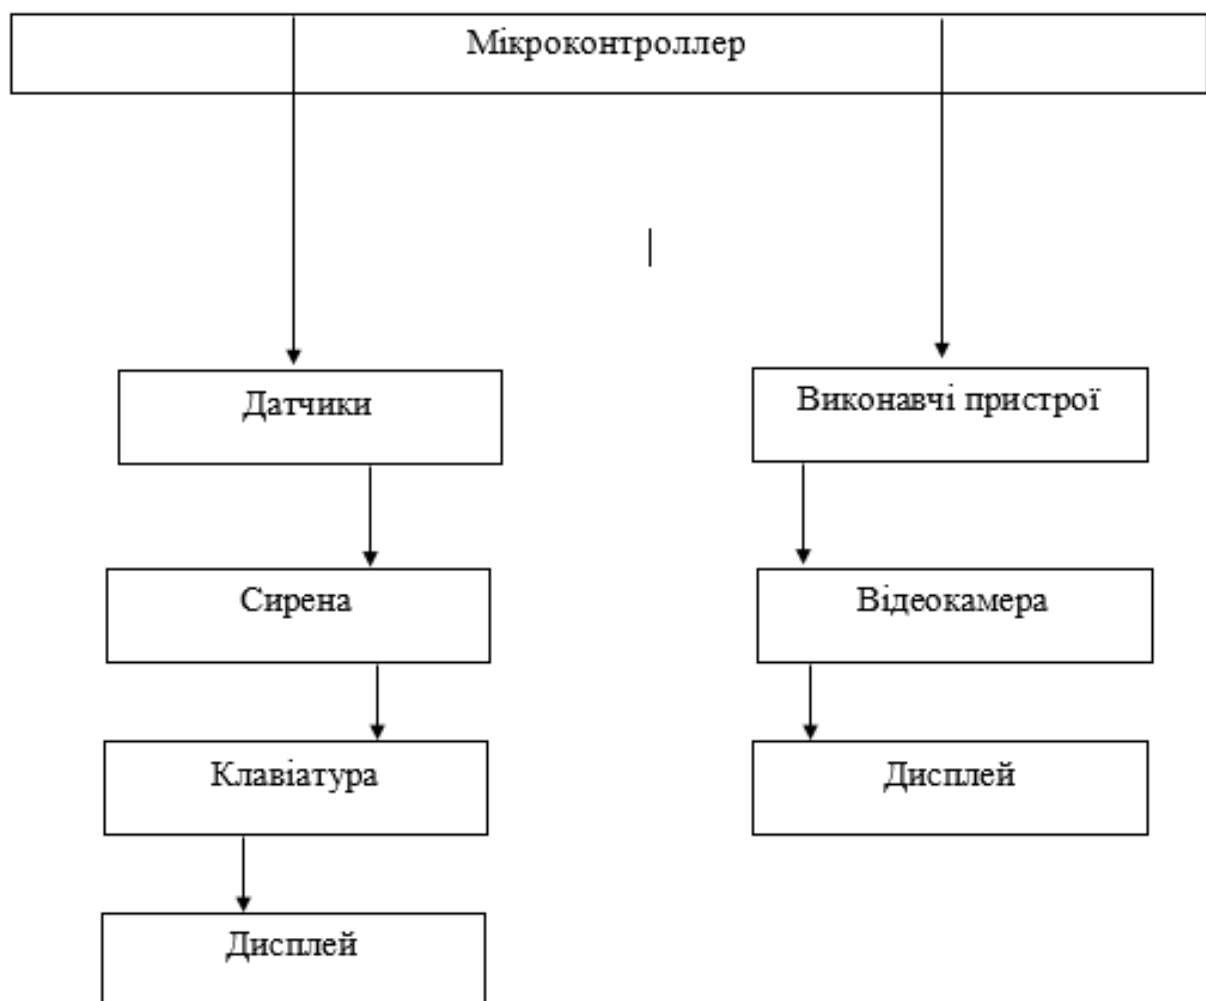 Мікроконтроллер
Датчики
Виконавчі пристрої
Сирена
Відеокамера
Клавіатура
Дисплей
Дисплей